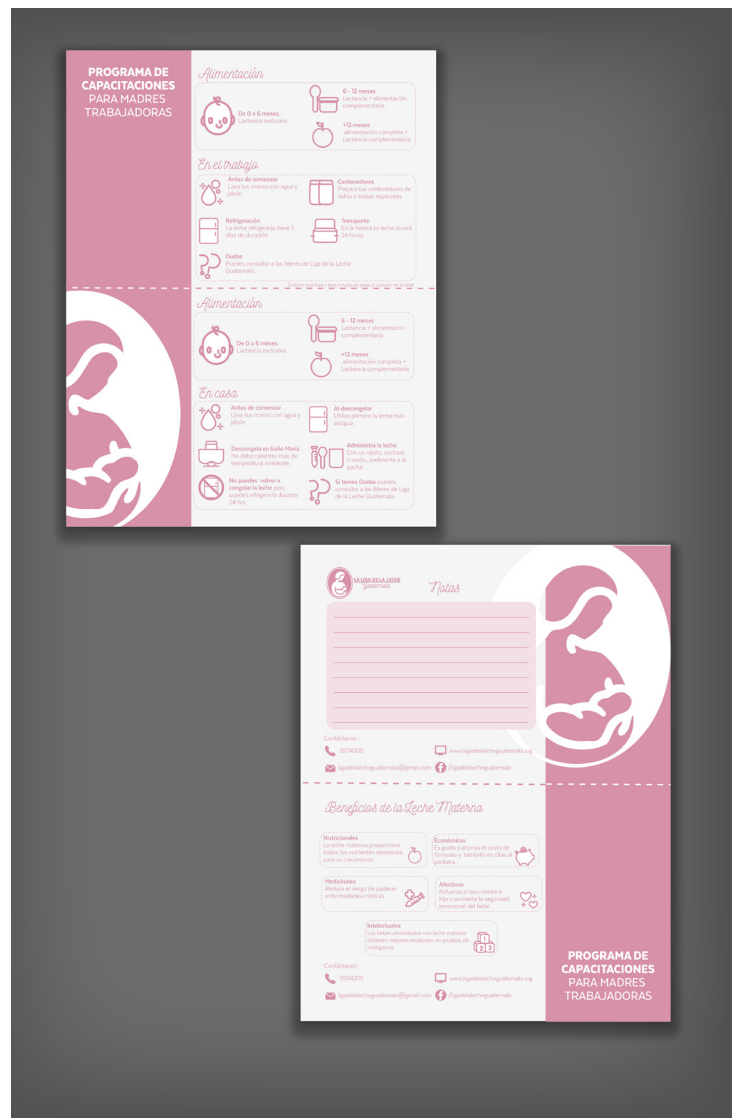 PROGRAMA DE
CAPACITACIONES
PARA MADRES
TRABAJADORAS
Alimentación
De 0 a 6 meses.
Lactancia exclusiva.
6 - 12 meses
Lactancia + alimentación
complementaria
+12 meses
alimentación completa +
Lactancia complementaria
En el trabajo
Antes de comenzar
Lava tus manos con agua y
jabón
Contenedores
Prepara tus contenedores de
vidrio o bolsas especiales.
Refrigeración
La leche refrigerada tiene 5
días de duración
Transporte
En la hielera tu leche durará
24 horas
Dudas
Puedes consultar a las líderes de Liga de la Leche
Guatemala.
Alimentación
De 0 a 6 meses.
Lactancia exclusiva.
6 - 12 meses
Lactancia + alimentación
complementaria
+12 meses
alimentación completa +
Lactancia complementaria
En casa
Antes de comenzar
Lava tus manos con agua y
jabón
Al descongelar
Utiliza primero la leche más
antigua
Descongela en baño María
No debe calentes mas de
temperatura ambiente.
Administra la leche
Con un vasito, cuchara
o vasito, preferente a la
pacha
No puedes volver a
congelar la leche pero
puedes refrigerarla durante
24 hrs.
Si tienes Dudas puedes
consultar a las líderes de Liga
de la Leche Guatemala.
LA LIGA DE LA LECHE
Guatemala
Notas
Contáctanos :
55114205
www.ligadelalecheguatemala.org
ligadelalecheguatemala@gmail.com
/ligadelalecheguatemala
Beneficios de la Leche Materna
Nutricionales
La leche materna proporciona
todos los nutrientes necesarios
para su crecimiento.
Económicos
Es gratis y ahorras el costo de
fórmulas y también en citas al
pediatra
Medicinales
Reduce el riesgo de padecer
enfermedades crónicas.
Afectivos
Refuerza el lazo madre e
hijo y aumenta la seguridad
emocional del bebé
Intelectuales
Los bebés alimentados con leche materna
obtienen mejores resultados en pruebas de
inteligencia.
1
2 3
Contáctanos :
55114205
www.ligadelalecheguatemala.org
ligadelalecheguatemala@gmail.com
/ligadelalecheguatemala
PROGRAMA DE
CAPACITACIONES
PARA MADRES
TRABAJADORAS